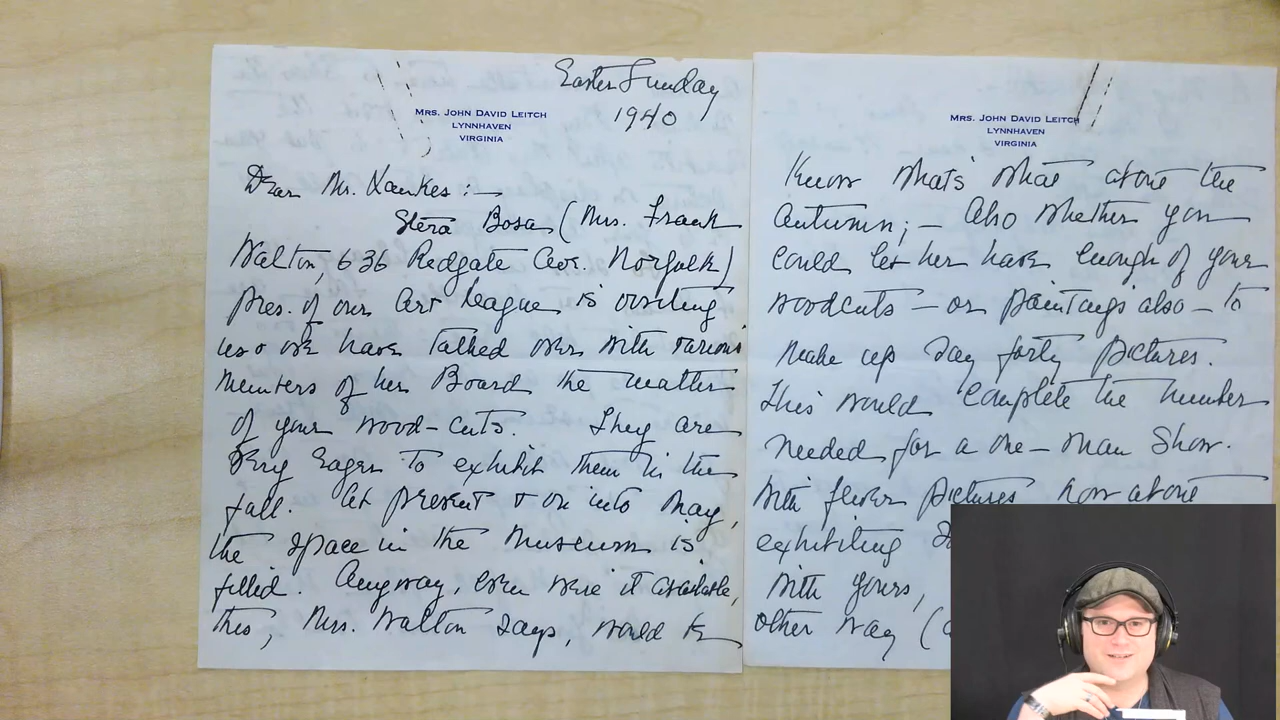 Easter Sunday
1940
MRS. JOHN DAVID LEITCH
LYNNHAVEN
VIRGINIA
Dear Mr. Lankes :—
Stera Bosa (Mrs. Frank
Walton, 636 Redgate Ave. Norfolk)
pres. of our Art League is visiting
us & we have talked over with various
members of her Board the matter
of your wood-cuts. They are
very eager to exhibit them in the
fall. At present & on into May,
the space in the Museum is
filled. Anyway, even were it available,
this, Mrs. Walton says, would be
MRS. JOHN DAVID LEITCH
LYNNHAVEN
VIRGINIA
Know what's what about the
Autumn; — Also whether you
could let her have enough of your
woodcuts — or paintings also — to
make up say forty pictures.
This would complete the number
needed for a one-man show.
With fewer pictures how about
exhibiting
with yours,
other way (